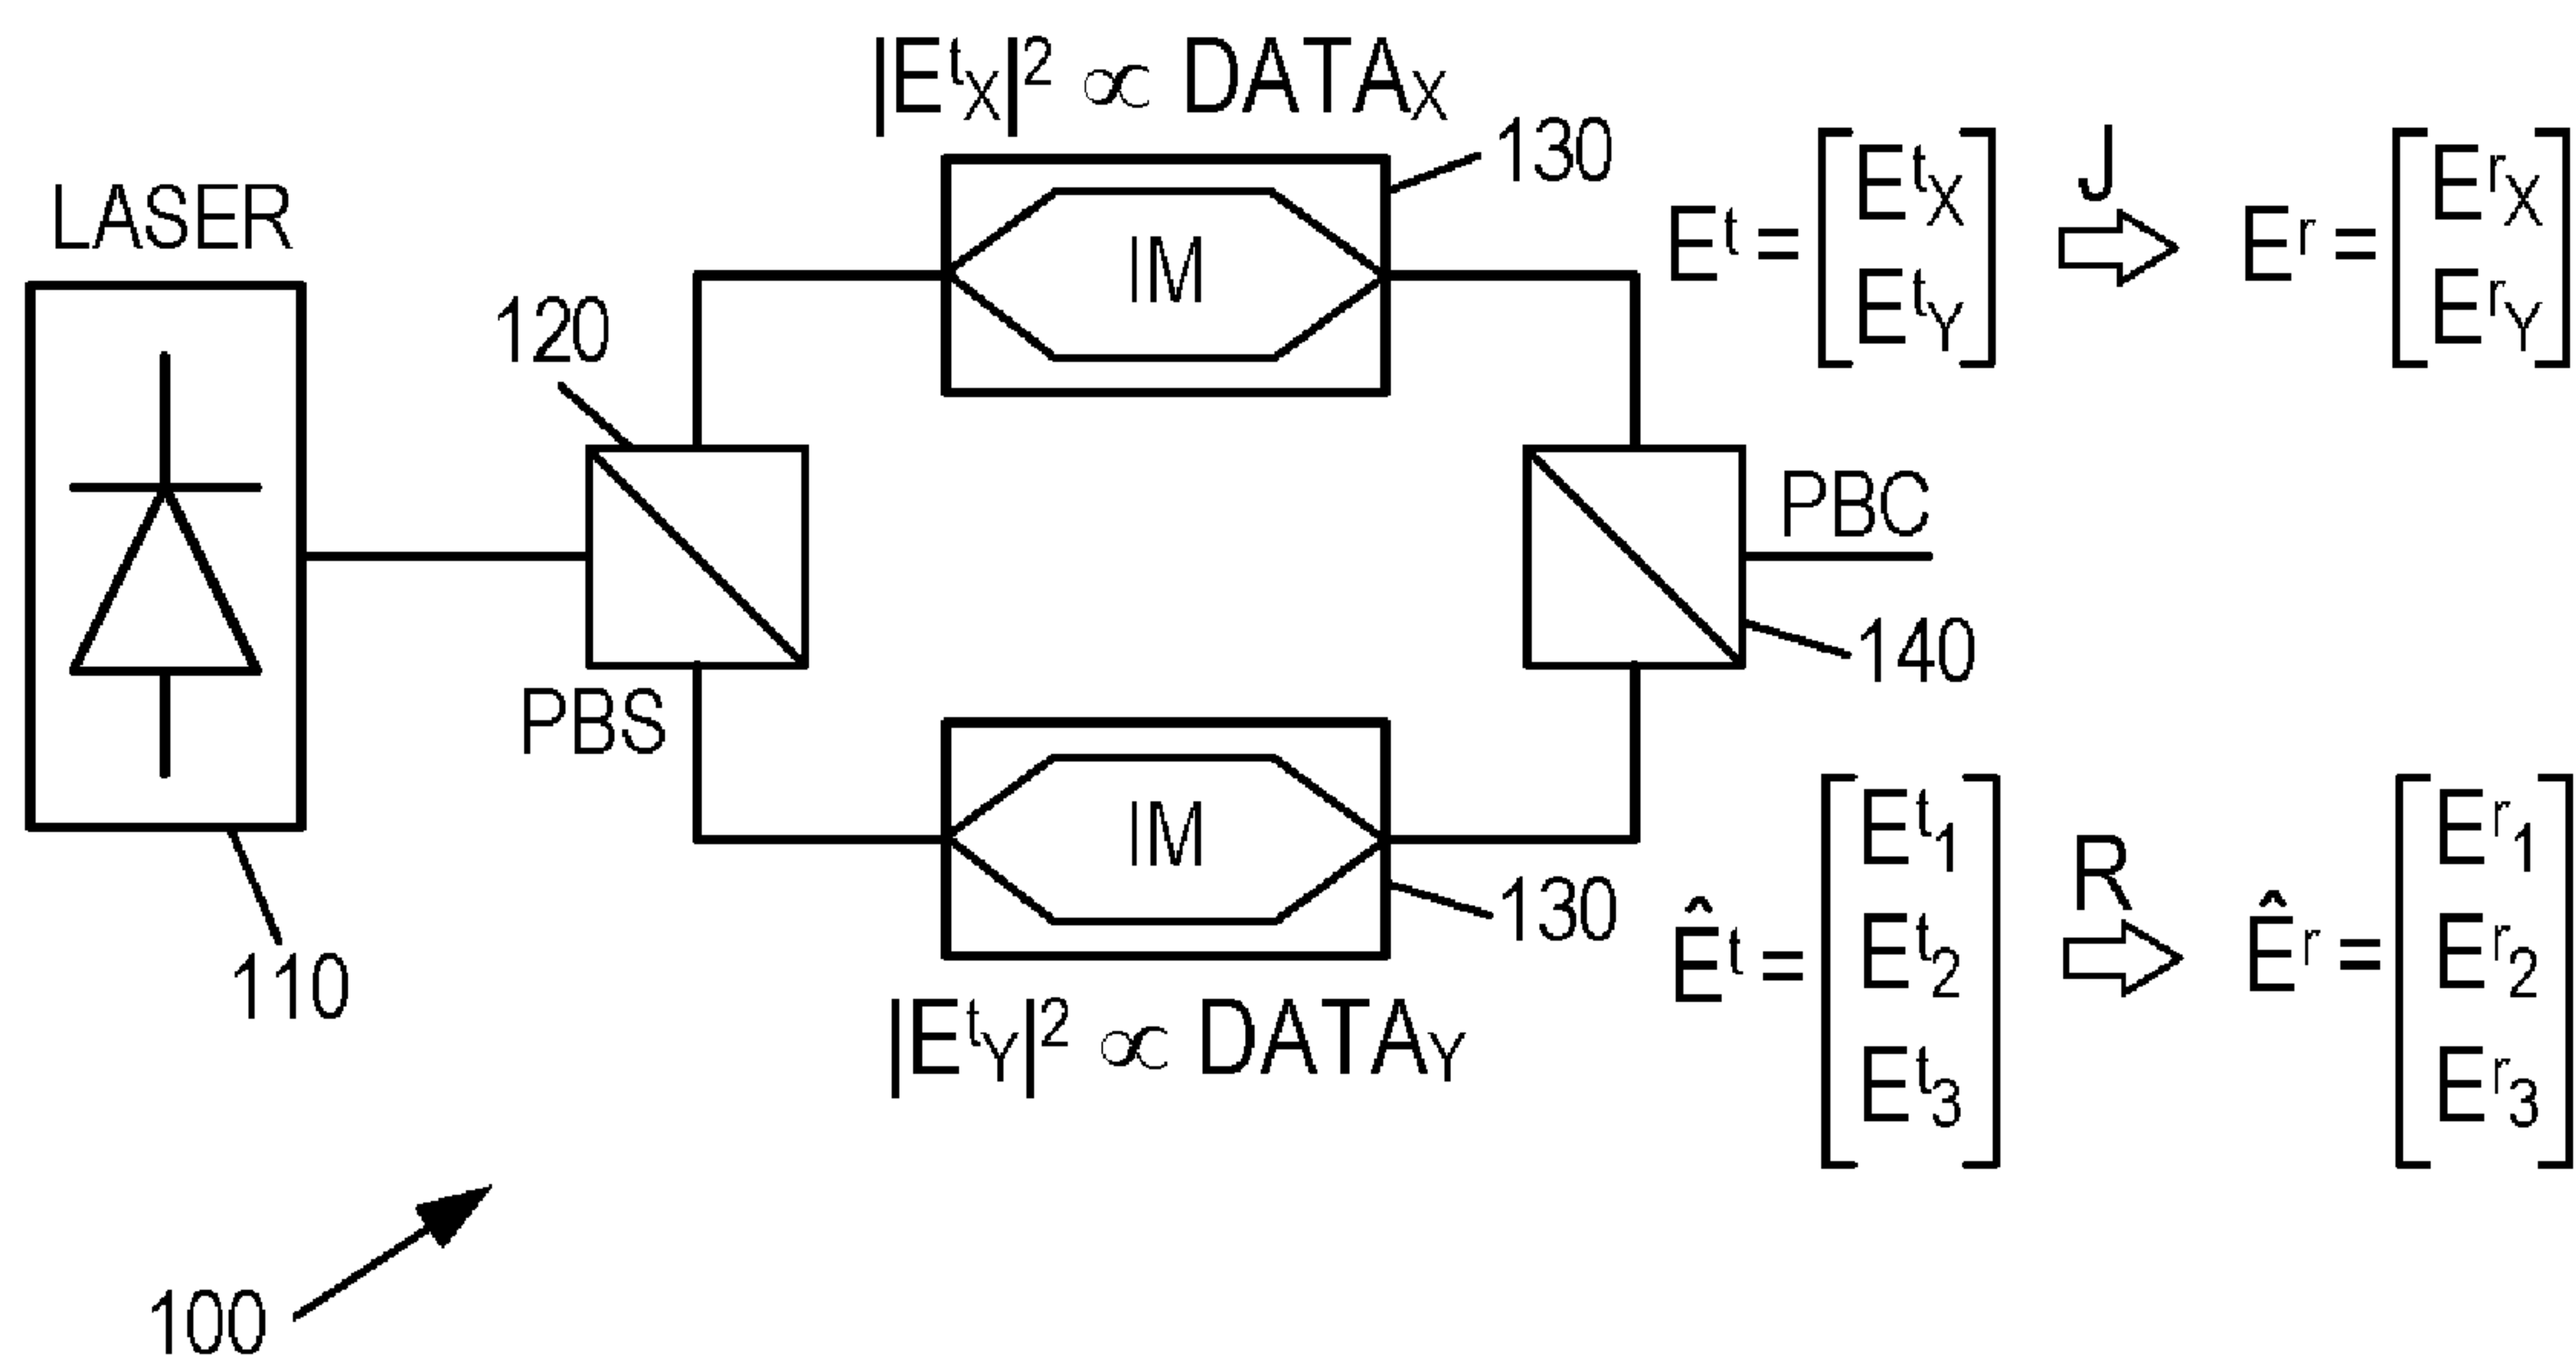 |E^t_X|^2 ∝ DATA_X
130
LASER
IM
E^t = [E^t_X E^t_Y] J ⇨ E^r = [E^r_X E^r_Y]
120
PBC
140
PBS
IM
130
110
|E^t_Y|^2 ∝ DATA_Y
Ê^t = [E^t_1 E^t_2 E^t_3] R ⇨ Ê^r = [E^r_1 E^r_2 E^r_3]
100